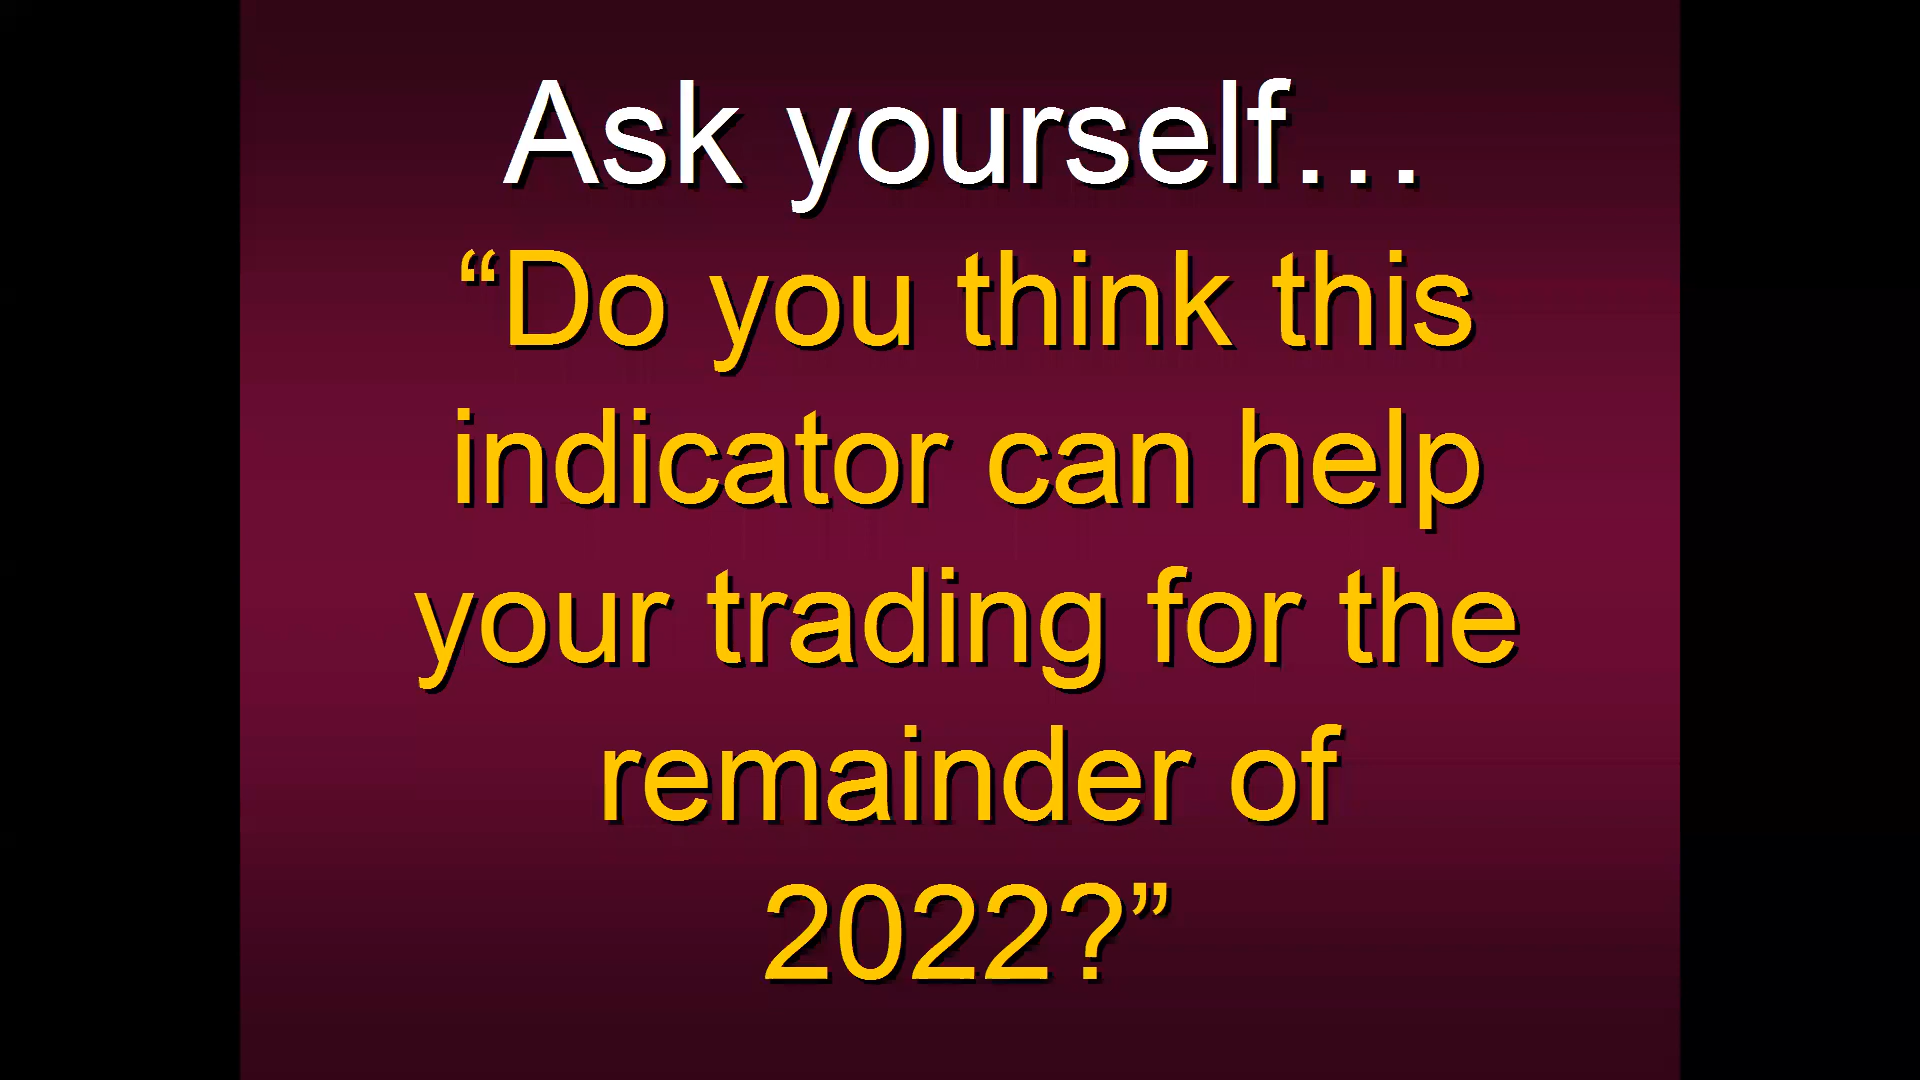 Ask yourself…
“Do you think this
indicator can help
your trading for the
remainder of
2022?”